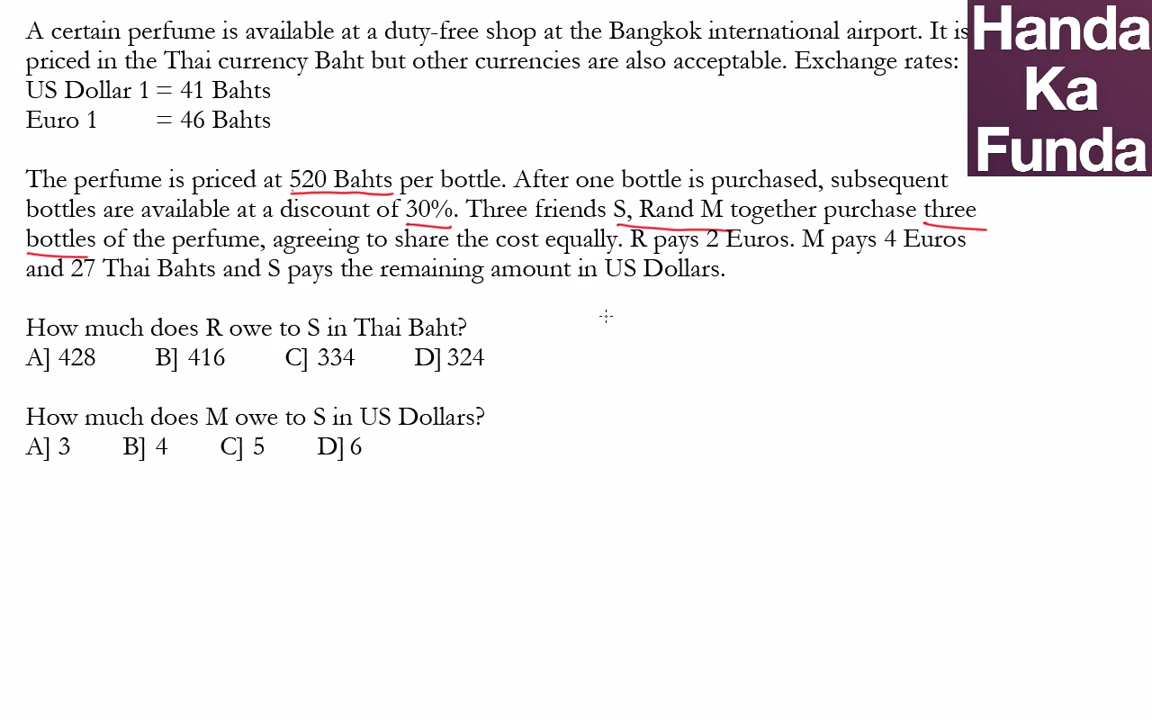 A certain perfume is available at a duty-free shop at the Bangkok international airport. It is
priced in the Thai currency Baht but other currencies are also acceptable. Exchange rates:
US Dollar 1 = 41 Bahts
Euro 1 = 46 Bahts
The perfume is priced at 520 Bahts per bottle. After one bottle is purchased, subsequent
bottles are available at a discount of 30%. Three friends S, Rand M together purchase three
bottles of the perfume, agreeing to share the cost equally. R pays 2 Euros. M pays 4 Euros
and 27 Thai Bahts and S pays the remaining amount in US Dollars.
How much does R owe to S in Thai Baht?
A] 428 B] 416 C] 334 D] 324
How much does M owe to S in US Dollars?
A] 3 B] 4 C] 5 D] 6
Handa
Ka
Funda